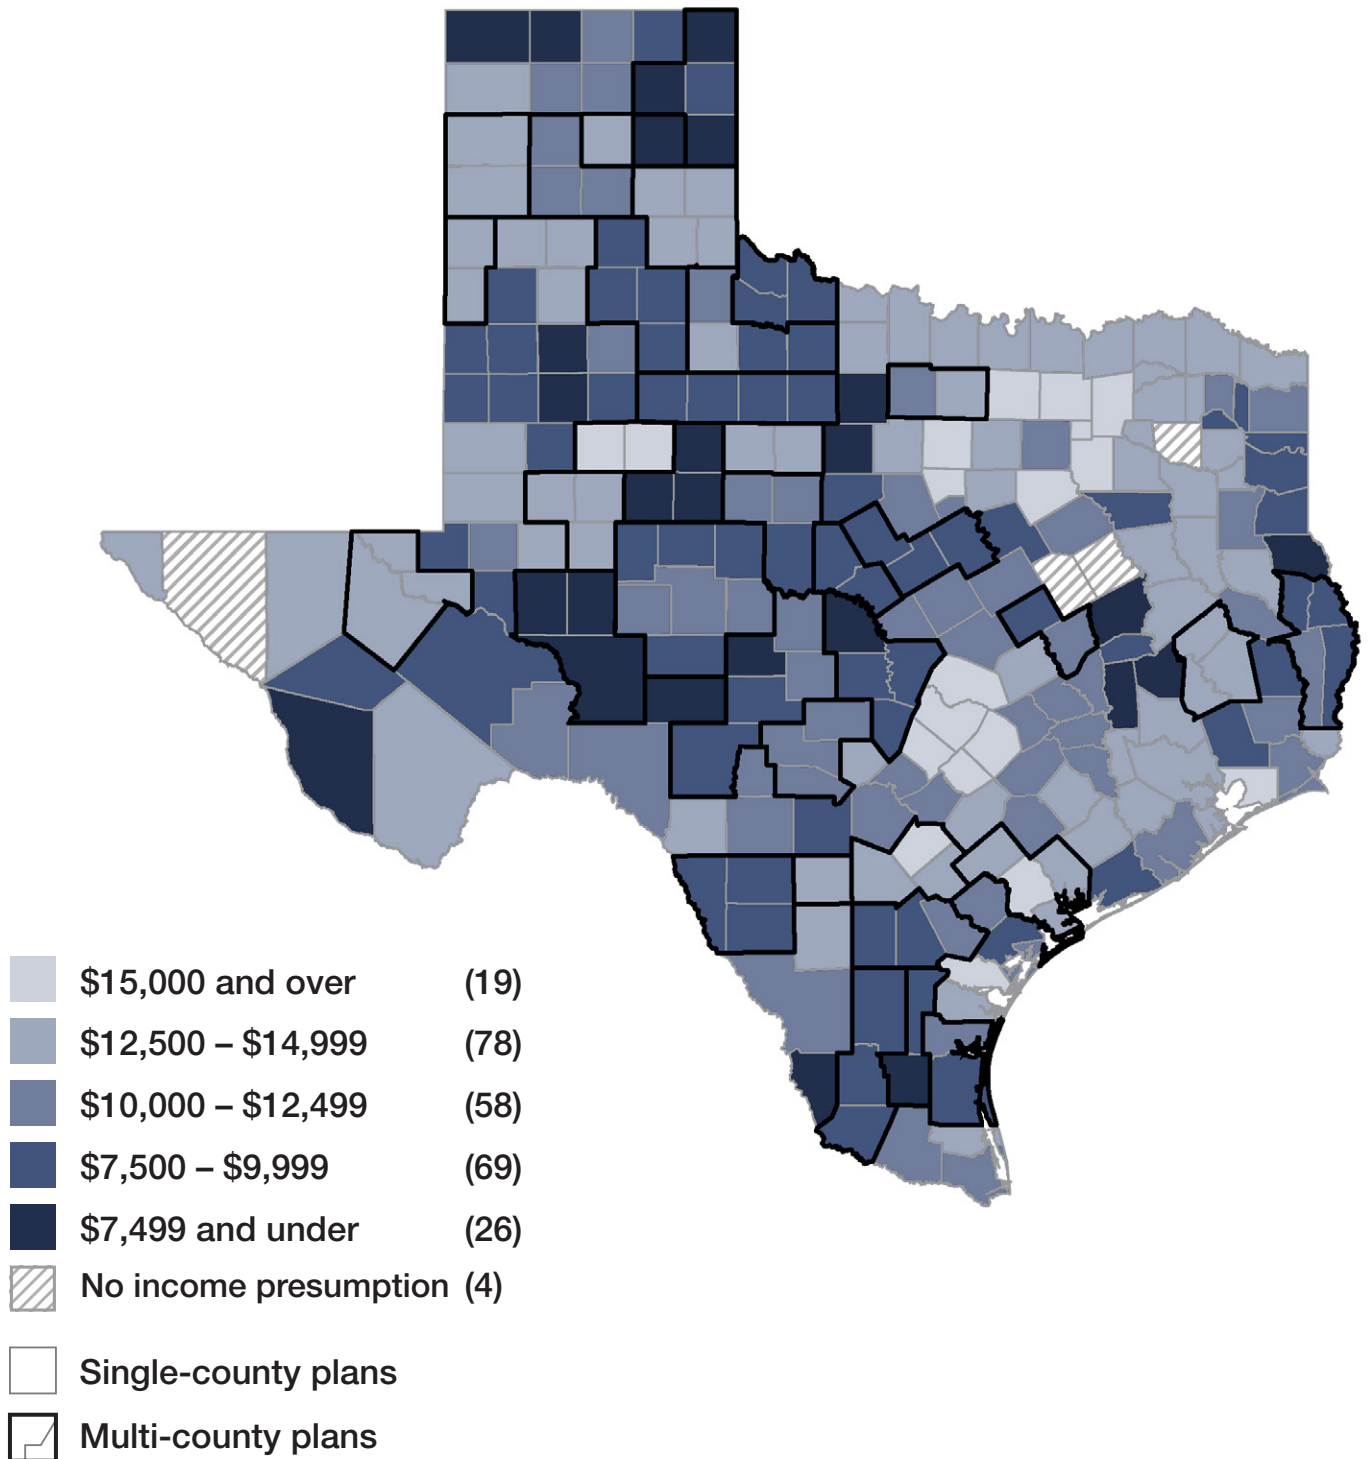 $15,000 and over (19)
$12,500 – $14,999 (78)
$10,000 – $12,499 (58)
$7,500 – $9,999 (69)
$7,499 and under (26)
No income presumption (4)
Single-county plans
Multi-county plans